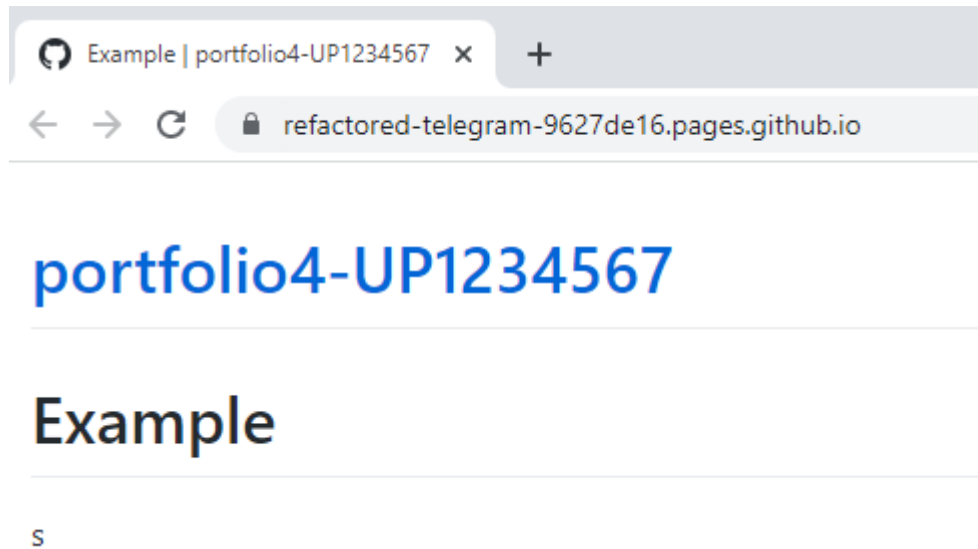 Example | portfolio4-UP1234567
refactored-telegram-9627de16.pages.github.io
portfolio4-UP1234567
Example
s